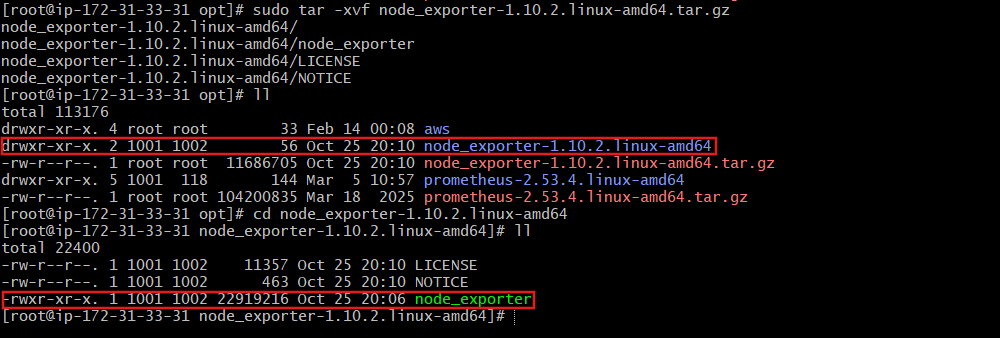 [root@ip-172-31-33-31 opt]# sudo tar -xvf node_exporter-1.10.2.linux-amd64.tar.gz
node_exporter-1.10.2.linux-amd64/
node_exporter-1.10.2.linux-amd64/node_exporter
node_exporter-1.10.2.linux-amd64/LICENSE
node_exporter-1.10.2.linux-amd64/NOTICE
[root@ip-172-31-33-31 opt]# ll
total 113176
drwxr-xr-x. 4 root root        33 Feb 14 00:08 aws
drwxr-xr-x. 2 1001 1002        56 Oct 25 20:10 node_exporter-1.10.2.linux-amd64
-rw-r--r--. 1 root root  11686705 Oct 25 20:10 node_exporter-1.10.2.linux-amd64.tar.gz
drwxr-xr-x. 5 1001  118       144 Mar  5 10:57 prometheus-2.53.4.linux-amd64
-rw-r--r--. 1 root root 104200835 Mar 18  2025 prometheus-2.53.4.linux-amd64.tar.gz
[root@ip-172-31-33-31 opt]# cd node_exporter-1.10.2.linux-amd64
[root@ip-172-31-33-31 node_exporter-1.10.2.linux-amd64]# ll
total 22400
-rw-r--r--. 1 1001 1002    11357 Oct 25 20:10 LICENSE
-rw-r--r--. 1 1001 1002      463 Oct 25 20:10 NOTICE
-rwxr-xr-x. 1 1001 1002 22919216 Oct 25 20:06 node_exporter
[root@ip-172-31-33-31 node_exporter-1.10.2.linux-amd64]#